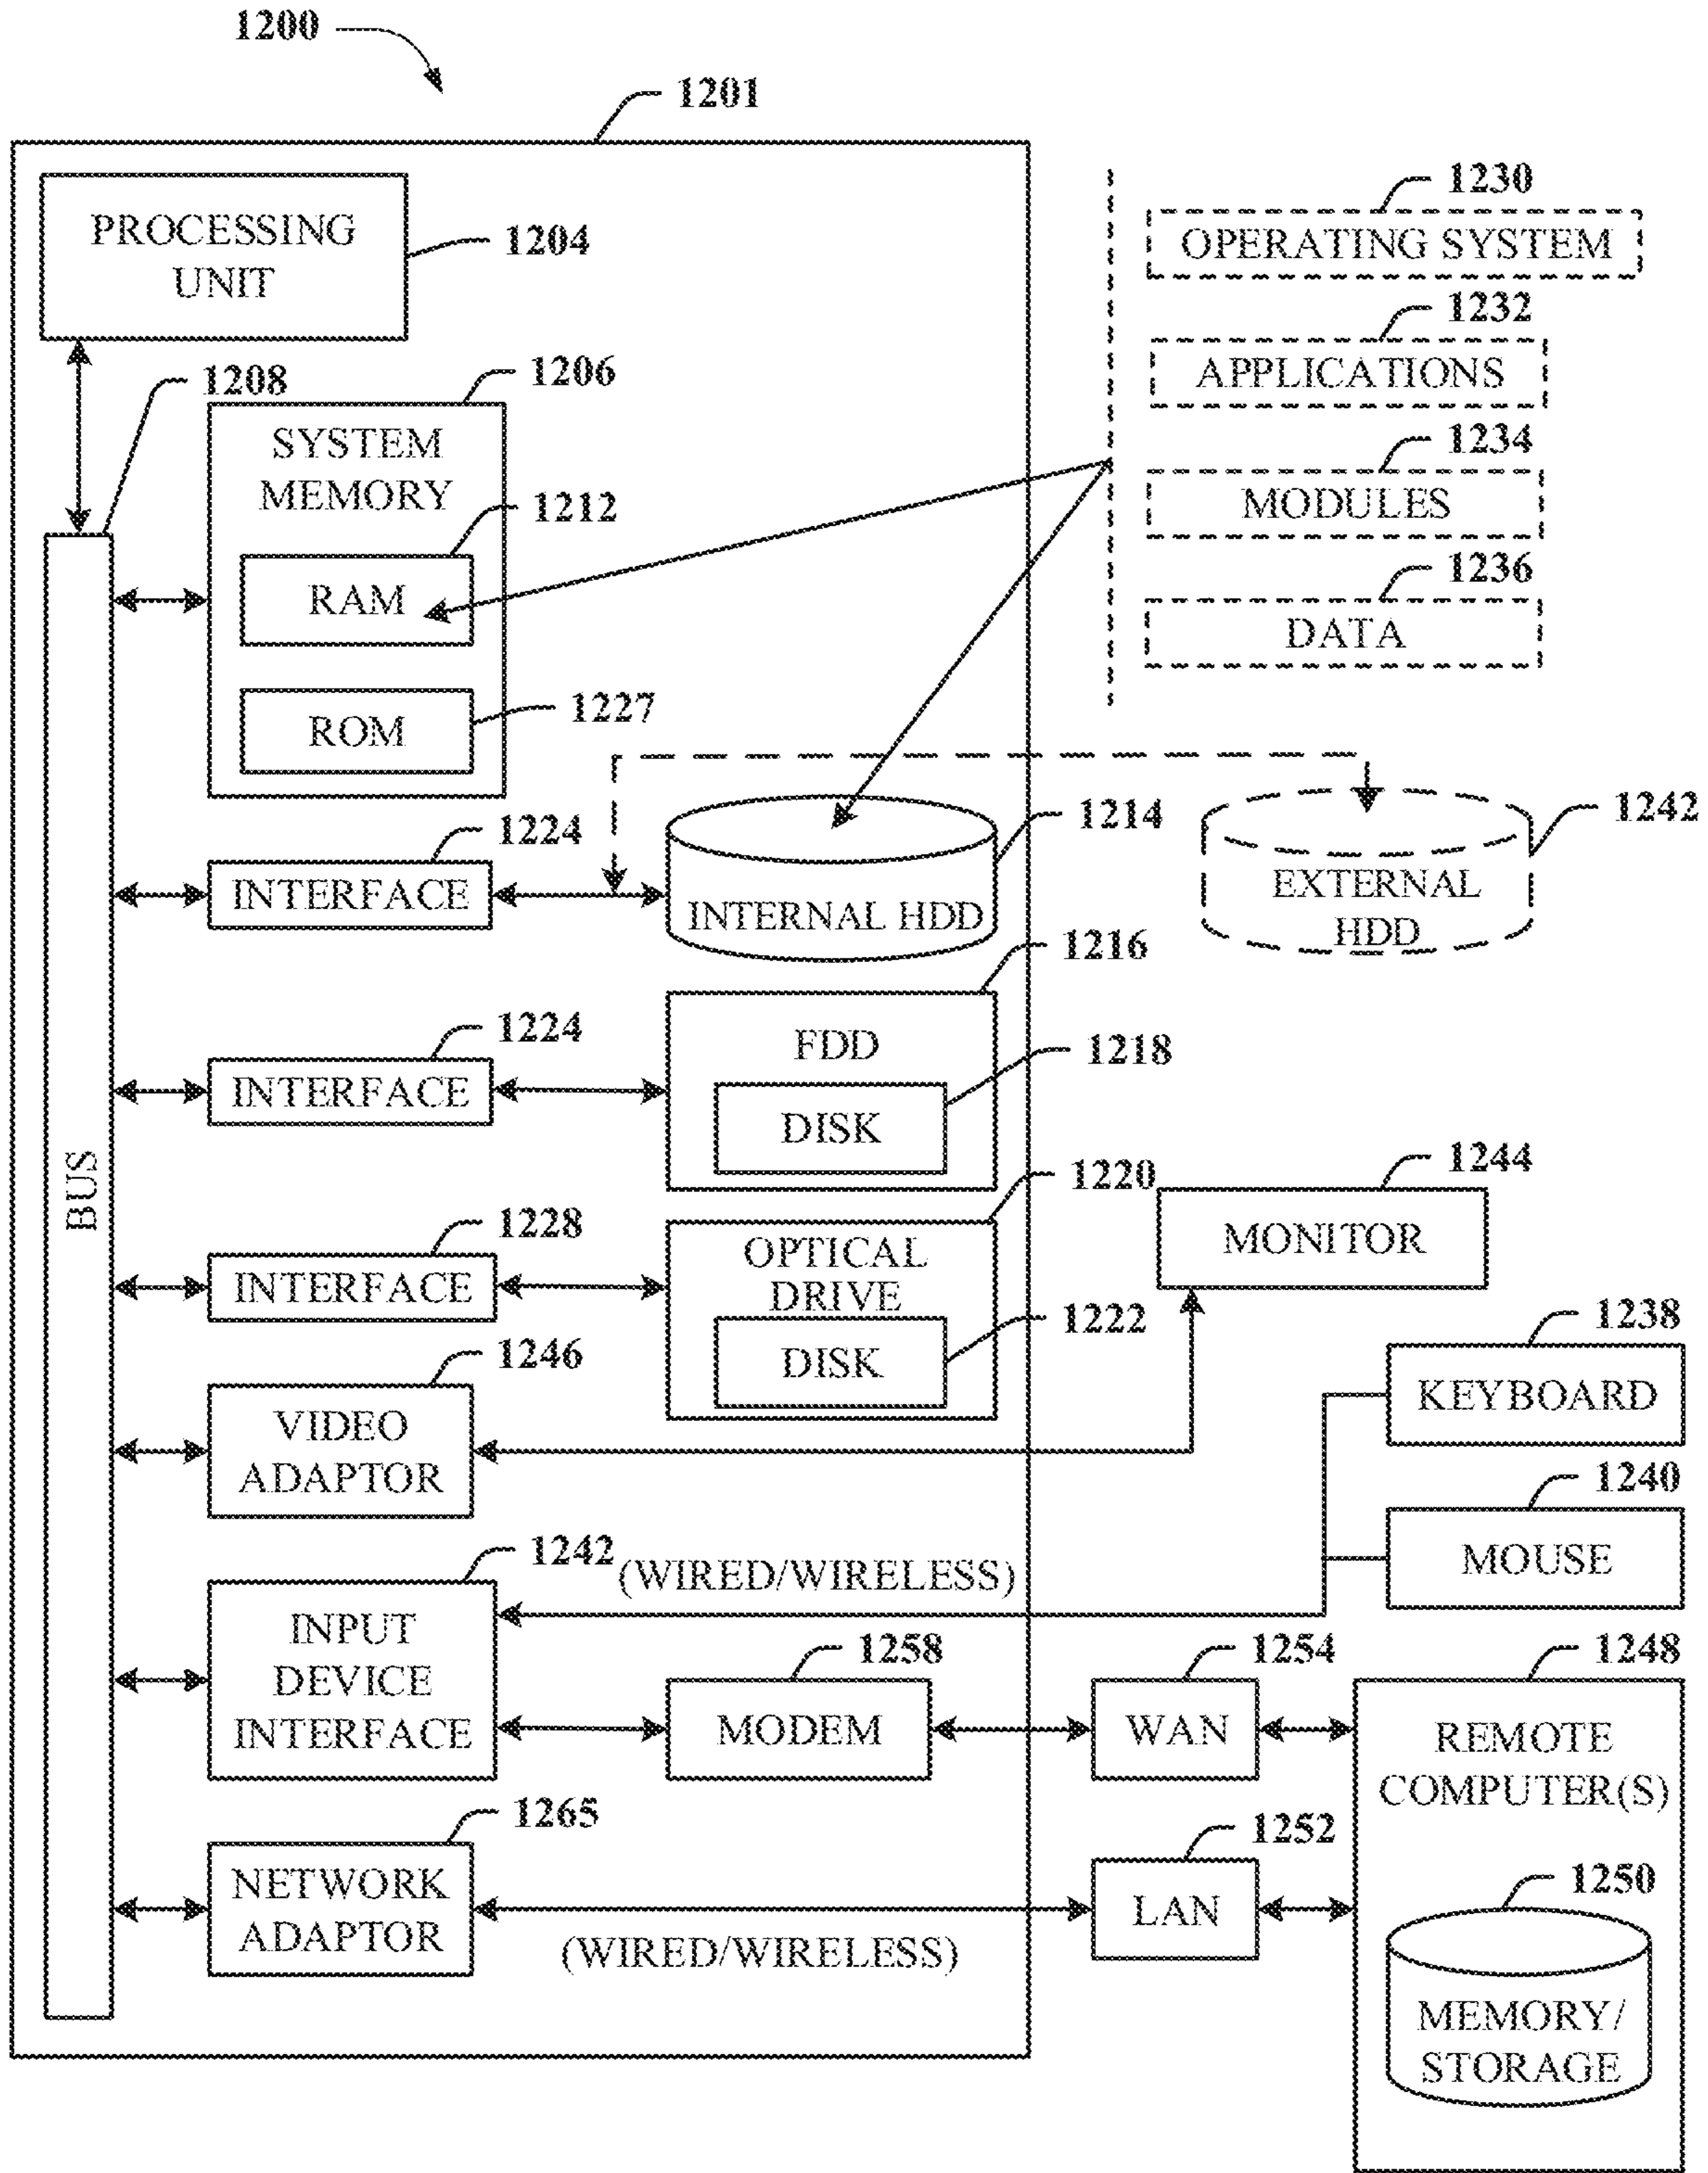 1200
1201
PROCESSING
UNIT
1204
1230
OPERATING SYSTEM
1232
APPLICATIONS
1234
MODULES
1236
DATA
1208
1206
SYSTEM
MEMORY
1212
RAM
1227
ROM
1224
INTERFACE
1214
INTERNAL HDD
1242
EXTERNAL
HDD
1224
INTERFACE
1216
FDD
1218
DISK
BUS
1228
INTERFACE
1220
OPTICAL
DRIVE
1222
DISK
1244
MONITOR
1246
VIDEO
ADAPTOR
1238
KEYBOARD
1240
MOUSE
1242
(WIRED/WIRELESS)
INPUT
DEVICE
INTERFACE
1258
MODEM
1254
WAN
1248
REMOTE
COMPUTER(S)
1265
NETWORK
ADAPTOR
(WIRED/WIRELESS)
1252
LAN
1250
MEMORY/
STORAGE